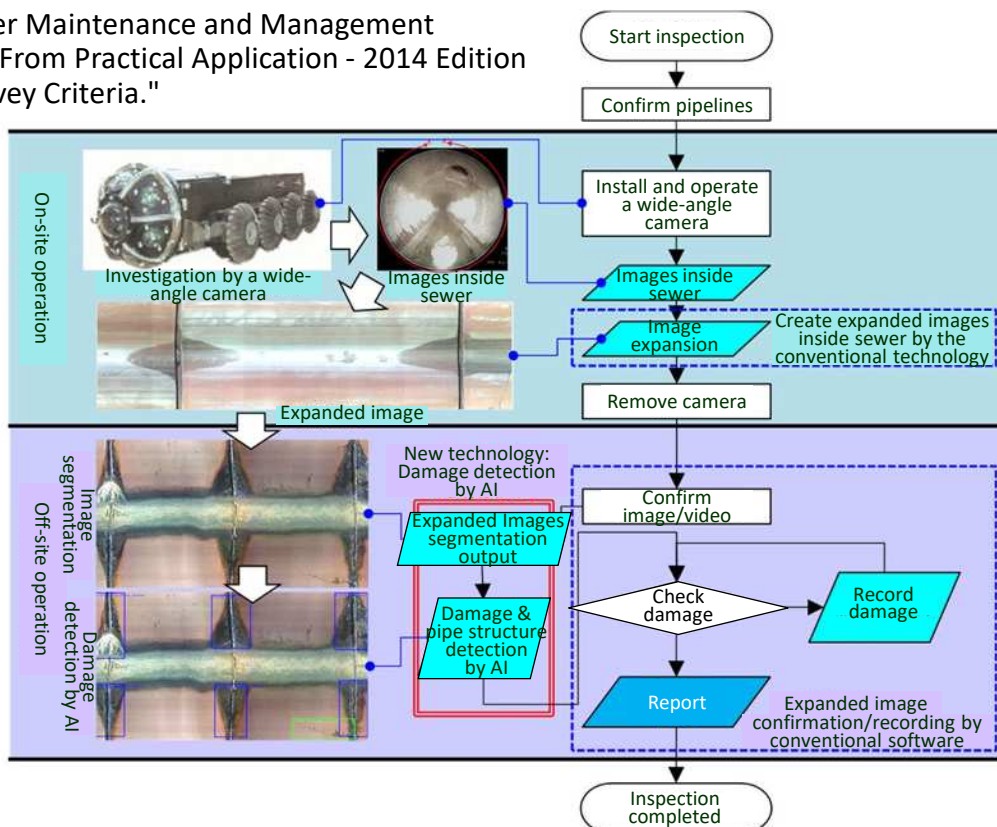 er Maintenance and Management
From Practical Application - 2014 Edition
vey Criteria."
Start inspection
Confirm pipelines
On-site operation
Investigation by a wide-
angle camera
Images inside
sewer
Install and operate
a wide-angle
camera
Images inside
sewer
Image
expansion
Create expanded images
inside sewer by the
conventional technology
Expanded image
Remove camera
Off-site operation
Image
segmentation
Damage
detection by AI
New technology:
Damage detection
by AI
Expanded Images
segmentation
output
Damage &
pipe structure
detection
by AI
Confirm
image/video
Check
damage
Record
damage
Report
Expanded image
confirmation/recording by
conventional software
Inspection
completed